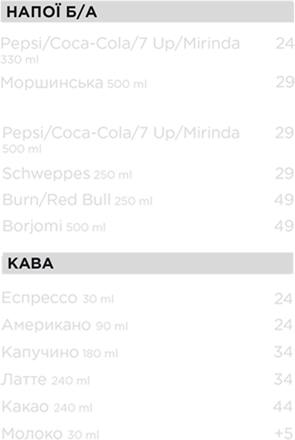 НАПОЇ Б/А
Pepsi/Coca-Cola/7 Up/Mirinda 24
330 ml
Моршинська 500 ml 29
Pepsi/Coca-Cola/7 Up/Mirinda 29
500 ml
Schweppes 250 ml 29
Burn/Red Bull 250 ml 49
Borjomi 500 ml 49
КАВА
Еспрессо 30 ml 24
Американо 90 ml 24
Капучино 180 ml 34
Латте 240 ml 34
Какао 240 ml 44
Молоко 30 ml +5